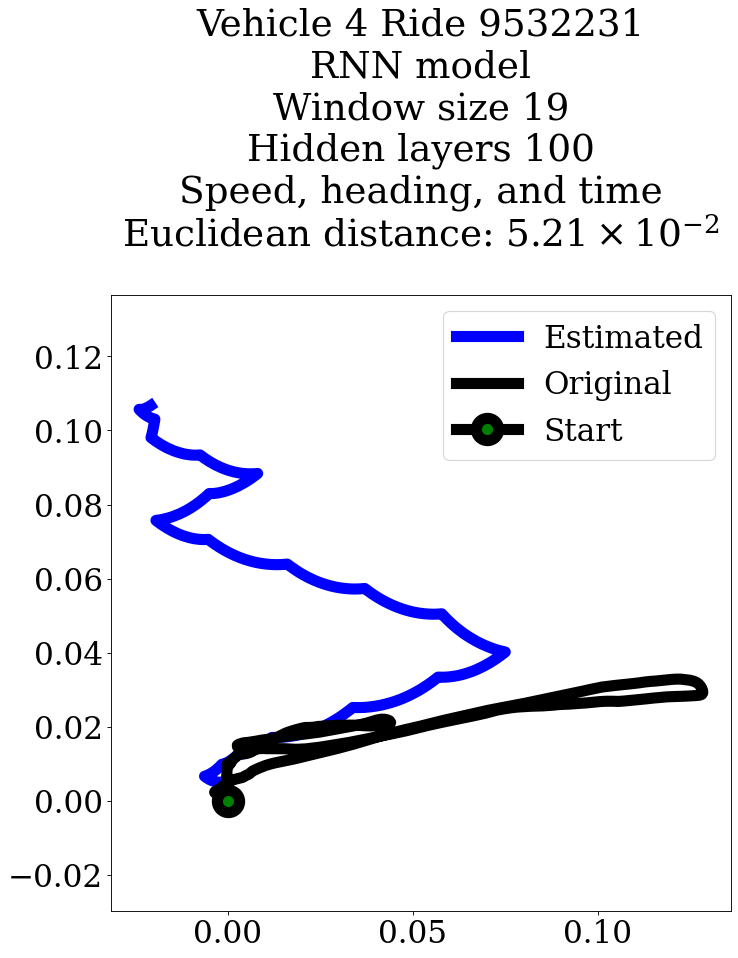 Vehicle 4 Ride 9532231
RNN model
Window size 19
Hidden layers 100
Speed, heading, and time
Euclidean distance: 5.21 × 10⁻²
Estimated
Original
Start
0.12
0.10
0.08
0.06
0.04
0.02
0.00
−0.02
0.00 0.05 0.10